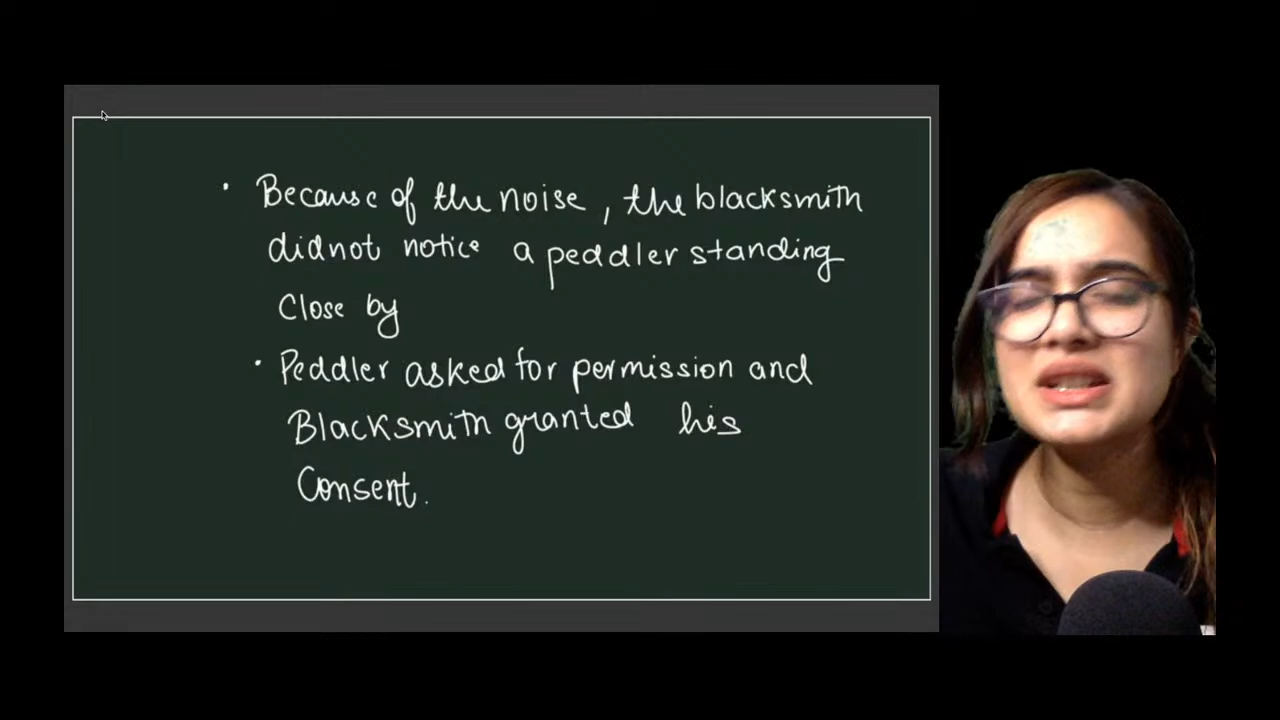 • Because of the noise, the blacksmith
didnot notice a peddler standing
Close by
• Peddler asked for permission and
Blacksmith granted his
Consent.